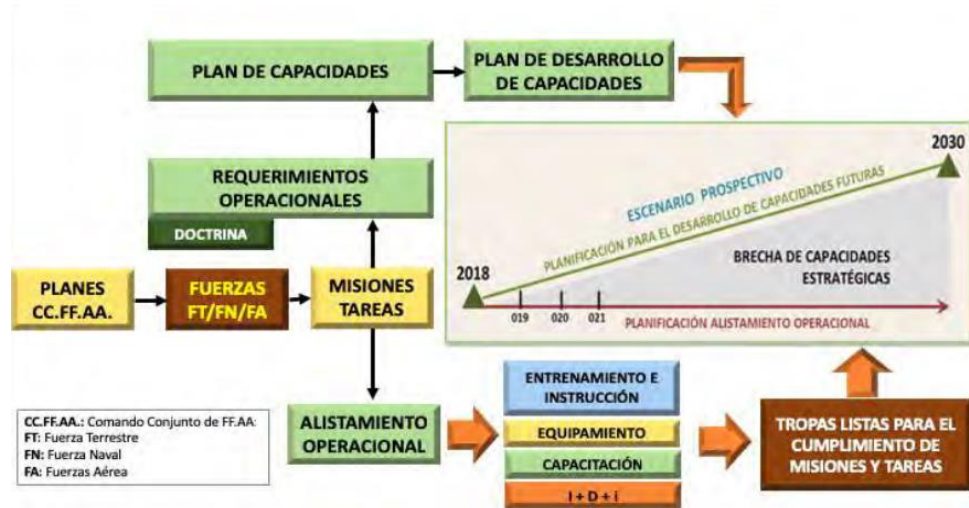 PLAN DE CAPACIDADES
PLAN DE DESARROLLO
DE CAPACIDADES
REQUERIMIENTOS
OPERACIONALES
DOCTRINA
PLANES
CC.FF.AA.
FUERZAS
FT/FN/FA
MISIONES
TAREAS
2030
ESCENARIO PROSPECTIVO
PLANIFICACIÓN PARA EL DESARROLLO DE CAPACIDADES FUTURAS
BRECHA DE CAPACIDADES
ESTRATÉGICAS
2018
019
020
021
PLANIFICACIÓN ALISTAMIENTO OPERACIONAL
CC.FF.AA.: Comando Conjunto de FF.AA:
FT: Fuerza Terrestre
FN: Fuerza Naval
FA: Fuerzas Aérea
ALISTAMIENTO
OPERACIONAL
ENTRENAMIENTO E
INSTRUCCIÓN
EQUIPAMIENTO
CAPACITACIÓN
I + D + i
TROPAS LISTAS PARA EL
CUMPLIMIENTO DE
MISIONES Y TAREAS